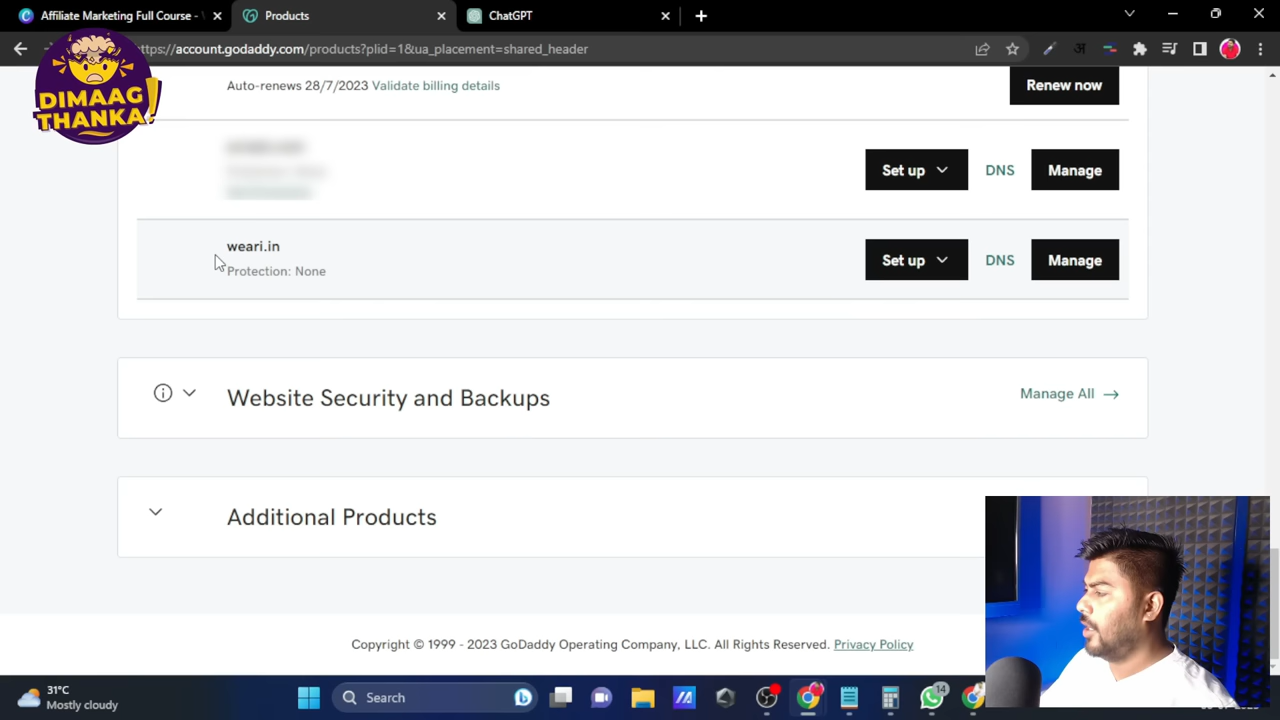 Affiliate Marketing Full Course -
Products
ChatGPT
https://account.godaddy.com/products?plid=1&ua_placement=shared_header
DIMAAG
THANKA!
Auto-renews 28/7/2023 Validate billing details
Renew now
Set up
DNS
Manage
weari.in
Protection: None
Set up
DNS
Manage
Website Security and Backups
Manage All →
Additional Products
Copyright © 1999 - 2023 GoDaddy Operating Company, LLC. All Rights Reserved. Privacy Policy
31°C
Mostly cloudy
Search
14